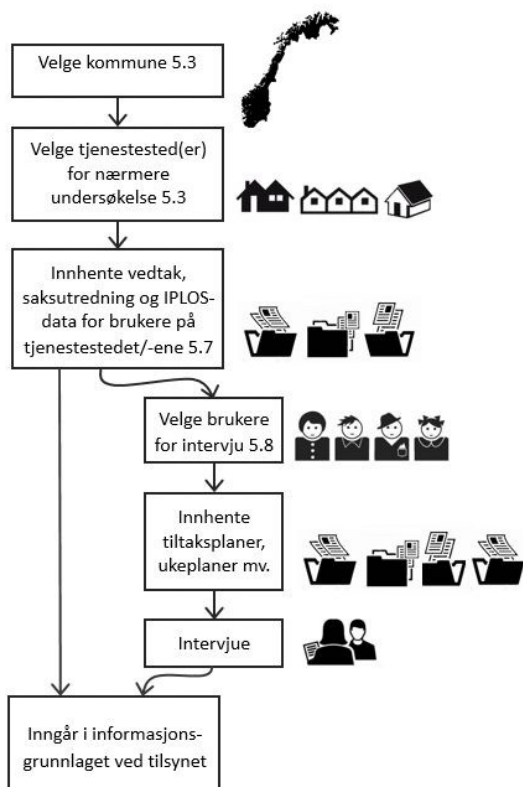 Velge kommune 5.3
Velge tjenestested(er)
for nærmere
undersøkelse 5.3
Innhente vedtak,
saksutredning og IPLOS-
data for brukere på
tjenestestedet/-ene 5.7
Velge brukere
for intervju 5.8
Innhente
tiltaksplaner,
ukeplaner mv.
Intervjue
Inngår i informasjons-
grunnlaget ved tilsynet